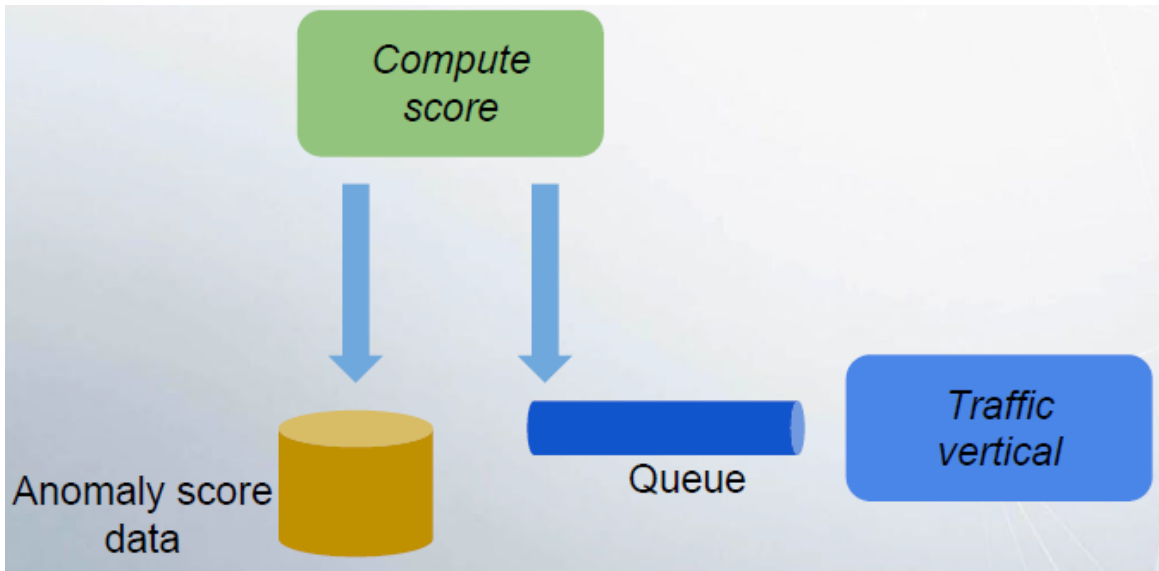 Compute
score
Traffic
vertical
Queue
Anomaly score
data